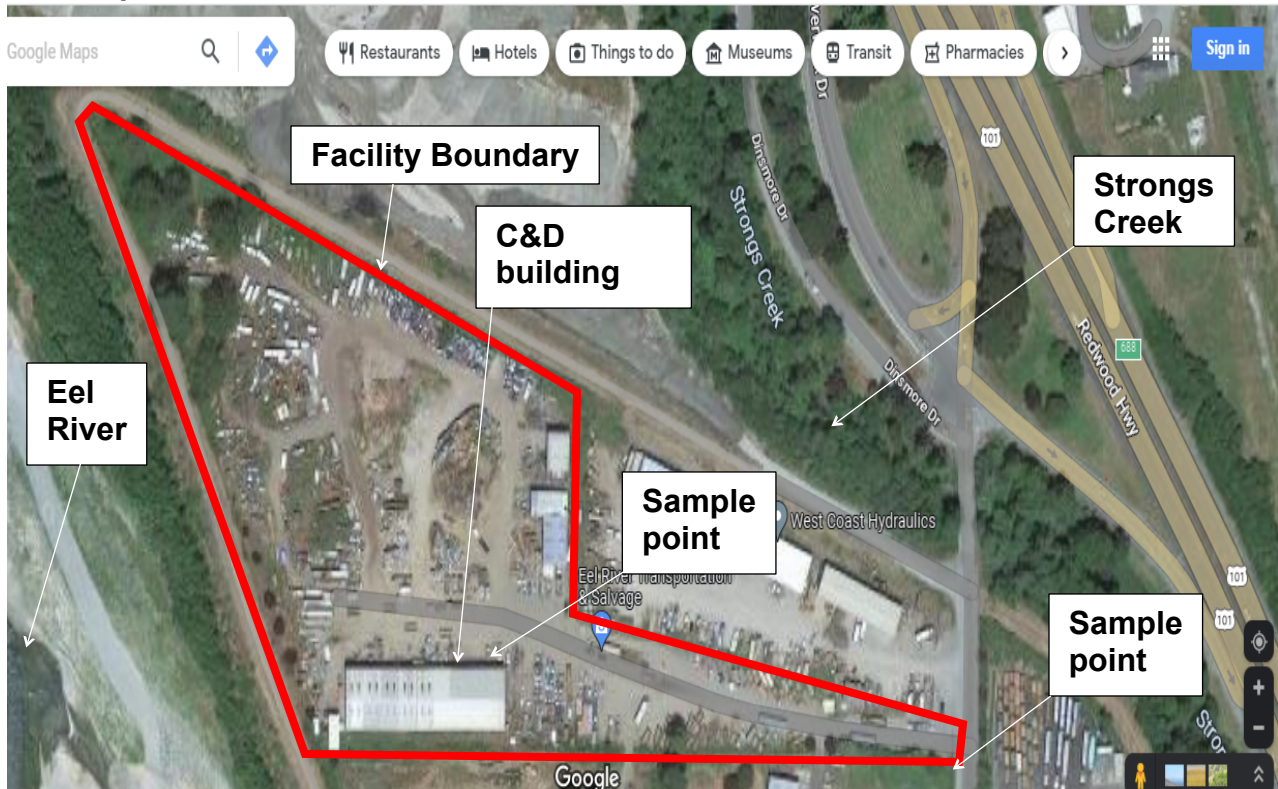 Google Maps
Restaurants
Hotels
Things to do
Museums
Transit
Pharmacies
Sign in
Facility Boundary
C&D
building
Strongs
Creek
Eel
River
Sample
point
Sample
point
Dinsmore Dr
Dinsmore Dr
Strongs Creek
101
688
Redwood Hwy
101
101
West Coast Hydraulics
Eel River Transportation
& Salvage
Google